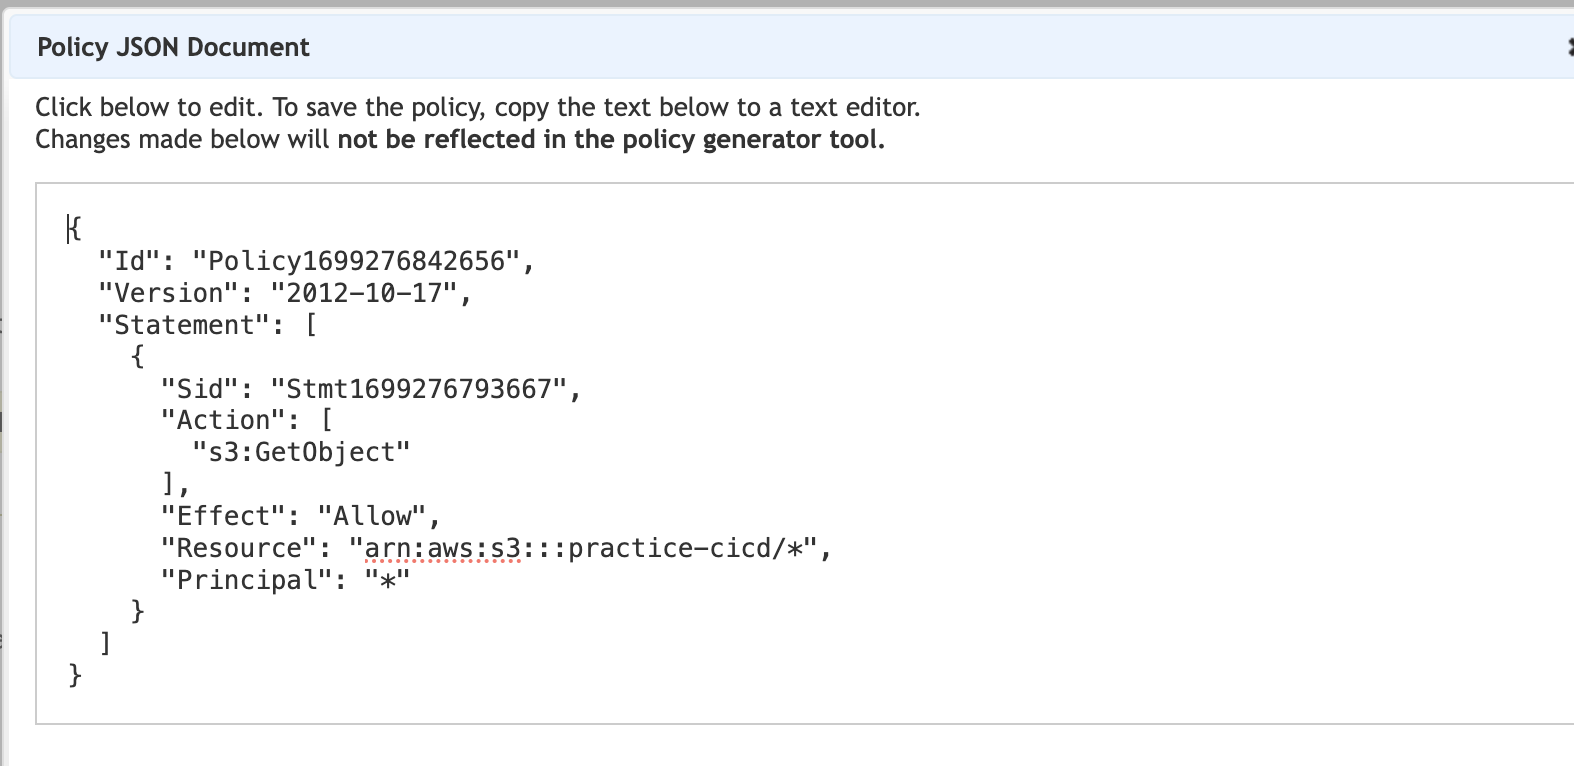 Policy JSON Document
Click below to edit. To save the policy, copy the text below to a text editor.
Changes made below will not be reflected in the policy generator tool.
{
  "Id": "Policy1699276842656",
  "Version": "2012-10-17",
  "Statement": [
    {
      "Sid": "Stmt1699276793667",
      "Action": [
        "s3:GetObject"
      ],
      "Effect": "Allow",
      "Resource": "arn:aws:s3:::practice-cicd/*",
      "Principal": "*"
    }
  ]
}